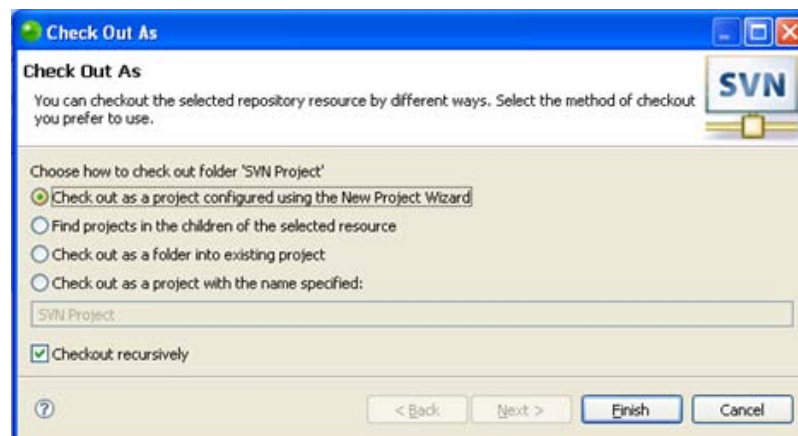 Check Out As
Check Out As
SVN
You can checkout the selected repository resource by different ways. Select the method of checkout
you prefer to use.
Choose how to check out folder 'SVN Project'
Check out as a project configured using the New Project Wizard
Find projects in the children of the selected resource
Check out as a folder into existing project
Check out as a project with the name specified:
SVN Project
Checkout recursively
?
< Back
Next >
Finish
Cancel